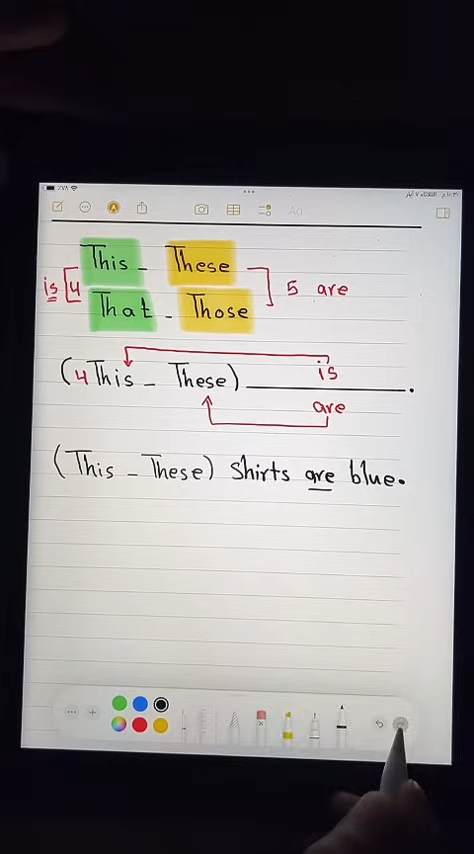 This - These
is [ 4 ] 5 are
That - Those
(4 This - These) ________ is .
are
(This - These) Shirts are blue.